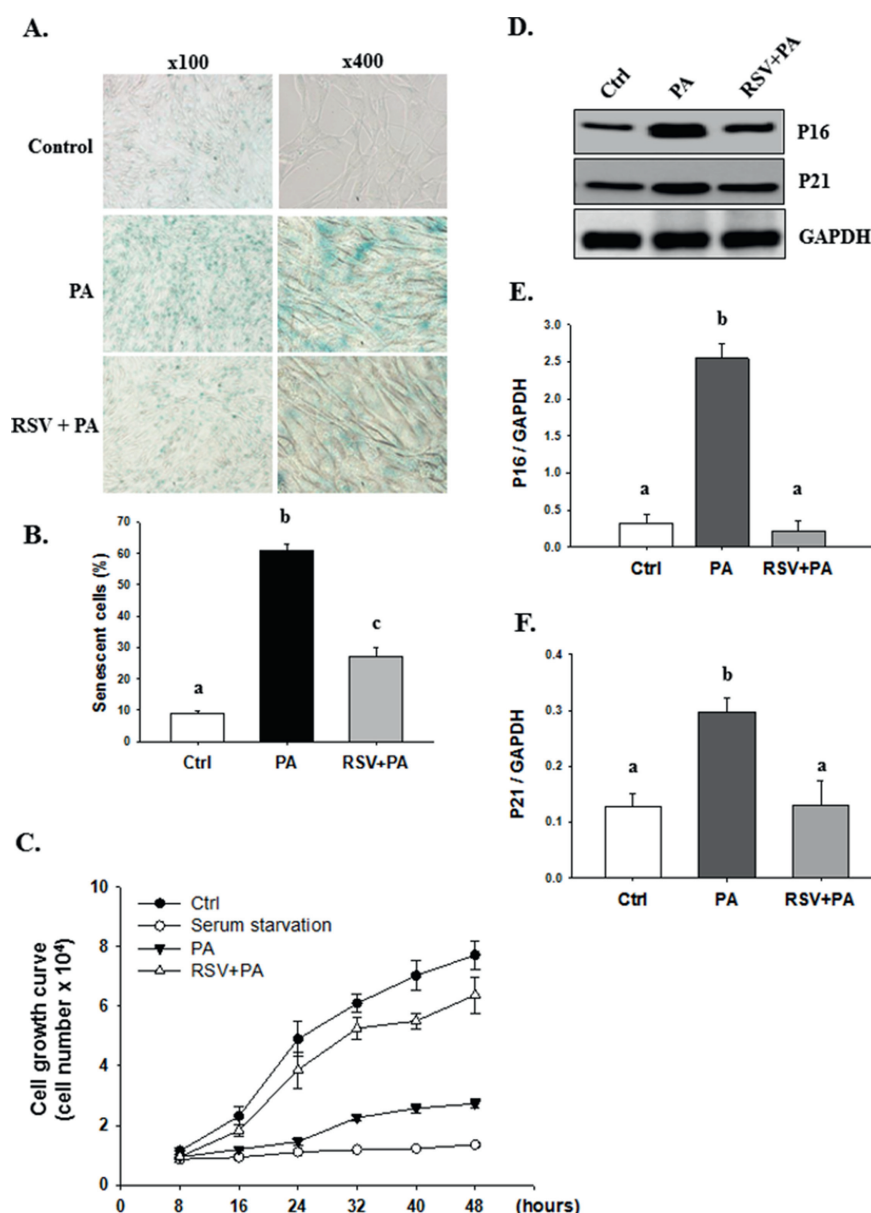 A.
x100 x400
Control
PA
RSV + PA
B.
Senescent cells (%)
70
60
50
40
30
20
10
0
a
b
c
Ctrl PA RSV+PA
C.
Cell growth curve
(cell number x 10⁴)
10
8
6
4
2
0
Ctrl
Serum starvation
PA
RSV+PA
0 8 16 24 32 40 48 (hours)
D.
Ctrl PA RSV+PA
P16
P21
GAPDH
E.
P16 / GAPDH
3.0
2.5
2.0
1.5
1.0
0.5
0.0
a
b
a
Ctrl PA RSV+PA
F.
P21 / GAPDH
0.4
0.3
0.2
0.1
0.0
a
b
a
Ctrl PA RSV+PA